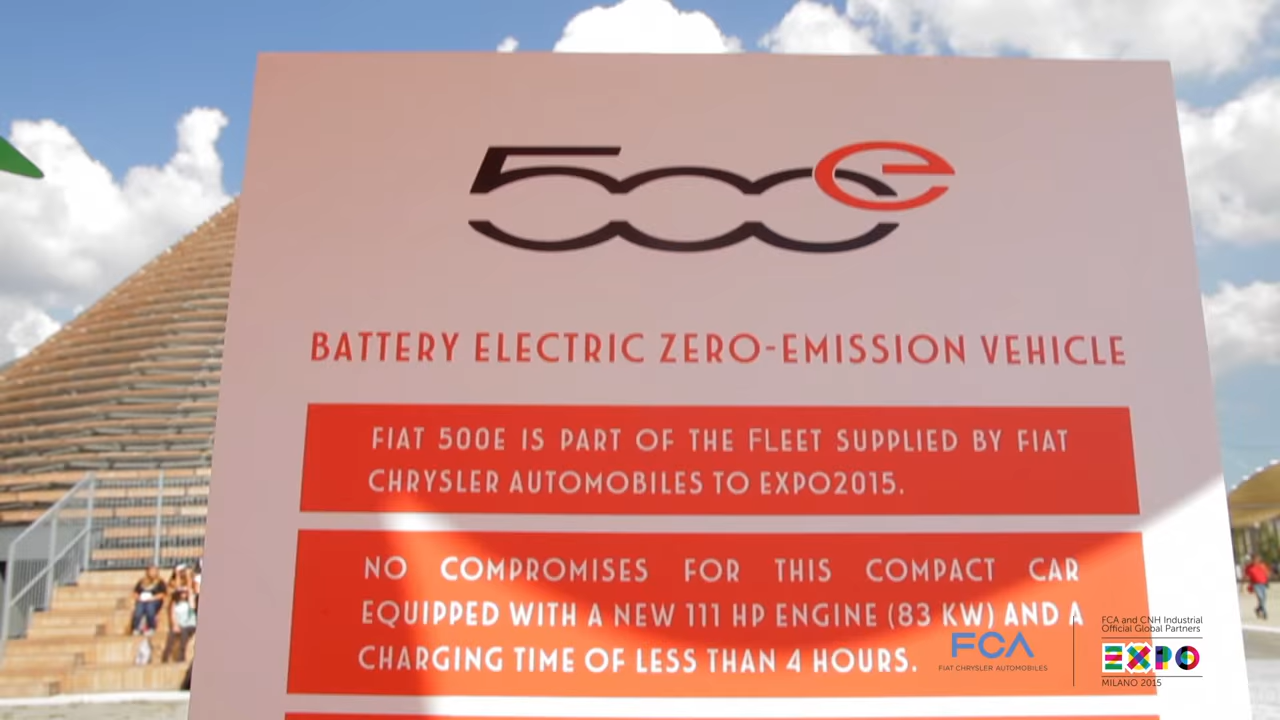 500e
BATTERY ELECTRIC ZERO-EMISSION VEHICLE
FIAT 500E IS PART OF THE FLEET SUPPLIED BY FIAT
CHRYSLER AUTOMOBILES TO EXPO2015.
NO COMPROMISES FOR THIS COMPACT CAR
EQUIPPED WITH A NEW 111 HP ENGINE (83 KW) AND A
CHARGING TIME OF LESS THAN 4 HOURS.
FCA
FIAT CHRYSLER AUTOMOBILES
FCA and CNH Industrial
Official Global Partners
EXPO
MILANO 2015